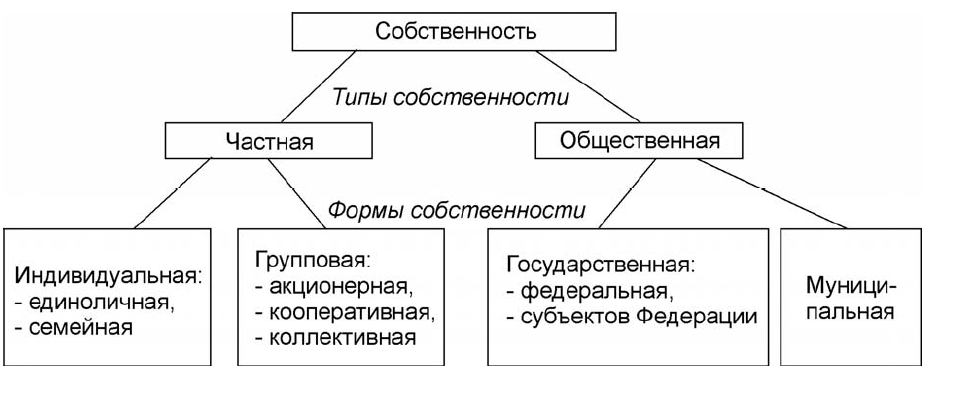 Собственность
Типы собственности
Частная
Общественная
Формы собственности
Индивидуальная:
- единоличная,
- семейная
Групповая:
- акционерная,
- кооперативная,
- коллективная
Государственная:
- федеральная,
- субъектов Федерации
Муници-
пальная